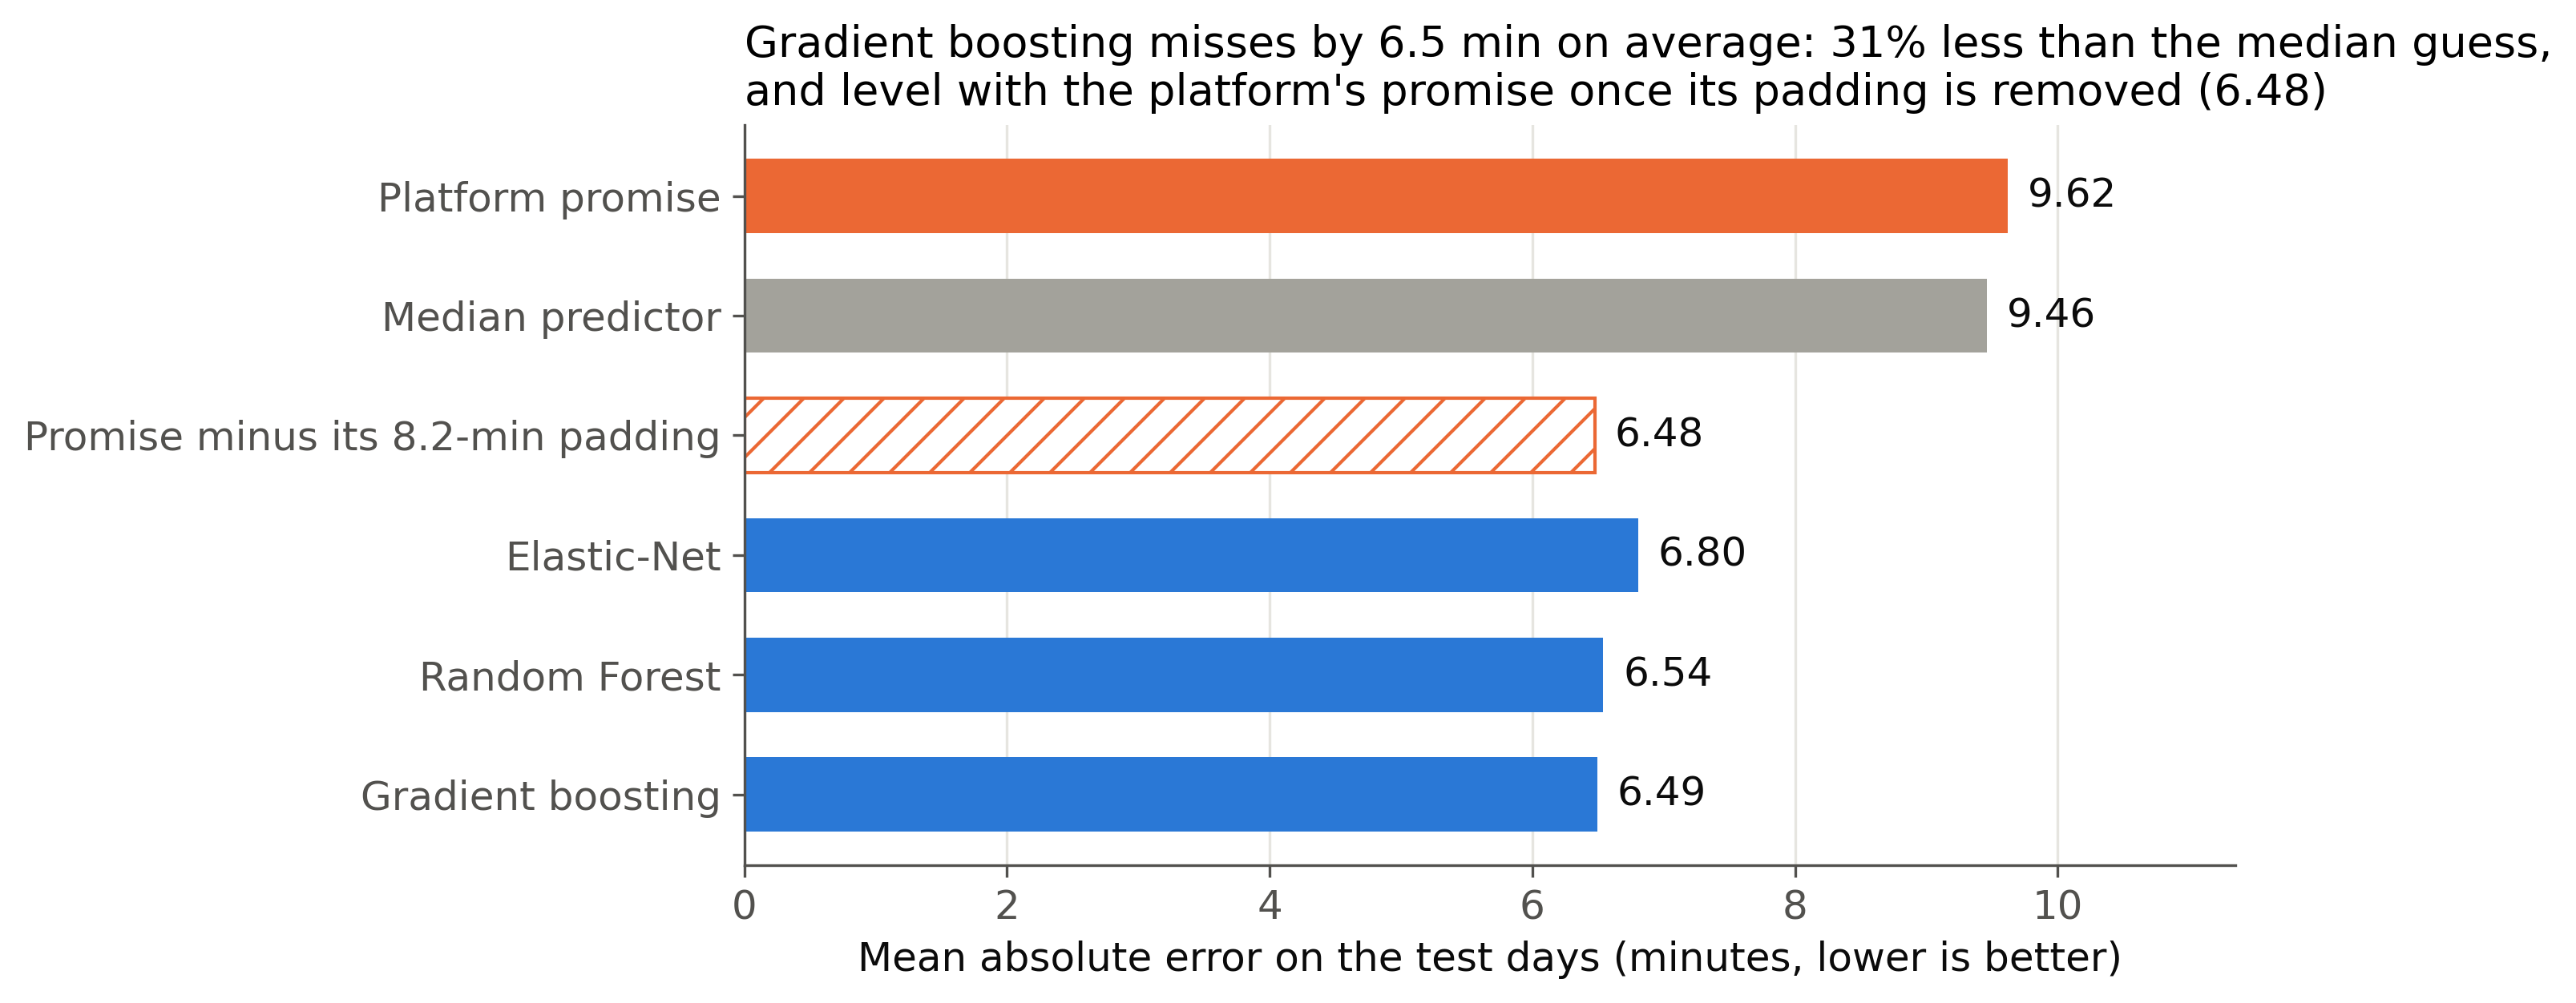 Gradient boosting misses by 6.5 min on average: 31% less than the median guess,
and level with the platform's promise once its padding is removed (6.48)
Platform promise
9.62
Median predictor
9.46
Promise minus its 8.2-min padding
6.48
Elastic-Net
6.80
Random Forest
6.54
Gradient boosting
6.49
0 2 4 6 8 10
Mean absolute error on the test days (minutes, lower is better)